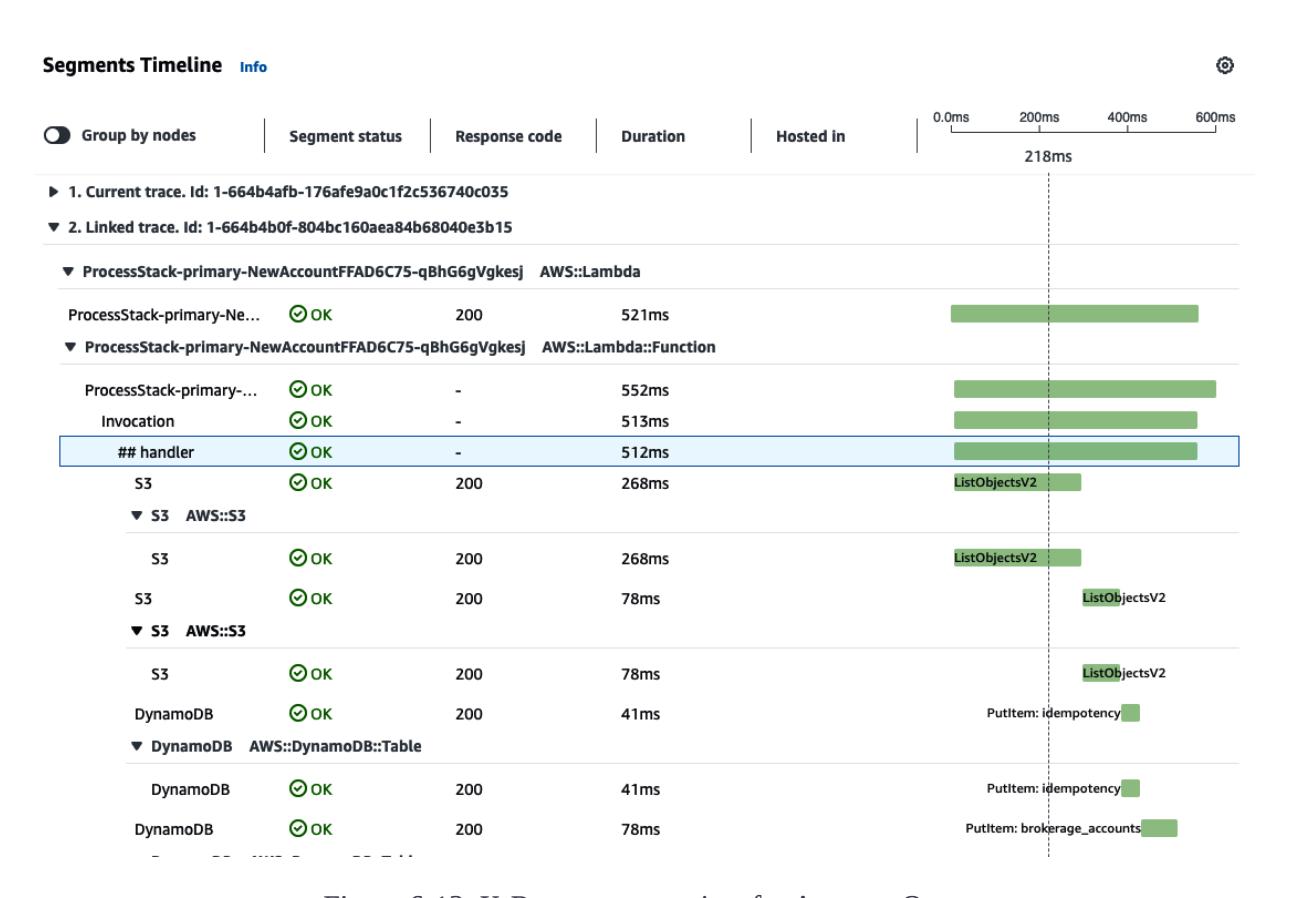 Segments Timeline Info
0.0ms 200ms 400ms 600ms
Group by nodes Segment status Response code Duration Hosted in
218ms
1. Current trace. Id: 1-664b4afb-176afe9a0c1f2c536740c035
2. Linked trace. Id: 1-664b4b0f-804bc160aea84b68040e3b15
ProcessStack-primary-NewAccountFFAD6C75-qBhG6gVgkesj AWS::Lambda
ProcessStack-primary-Ne... OK 200 521ms
ProcessStack-primary-NewAccountFFAD6C75-qBhG6gVgkesj AWS::Lambda::Function
ProcessStack-primary-... OK - 552ms
Invocation OK - 513ms
## handler OK - 512ms
S3 OK 200 268ms ListObjectsV2
S3 AWS::S3
S3 OK 200 268ms ListObjectsV2
S3 OK 200 78ms ListObjectsV2
S3 AWS::S3
S3 OK 200 78ms ListObjectsV2
DynamoDB OK 200 41ms PutItem: idempotency
DynamoDB AWS::DynamoDB::Table
DynamoDB OK 200 41ms PutItem: idempotency
DynamoDB OK 200 78ms PutItem: brokerage_accounts